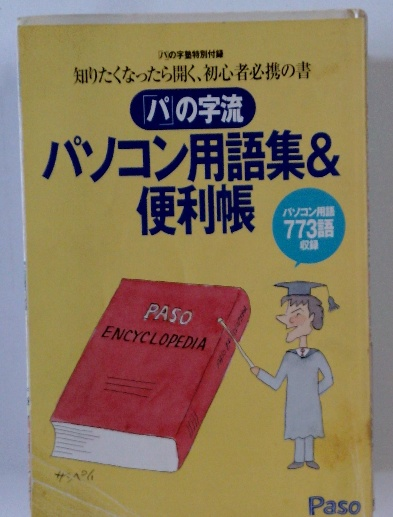 「パ」の字塾特別付録
知りたくなったら開く、初心者必携の書
「パ」の字流
パソコン用語集&
便利帳
パソコン用語
773語
収録
PASO
ENCYCLOPEDIA
Paso